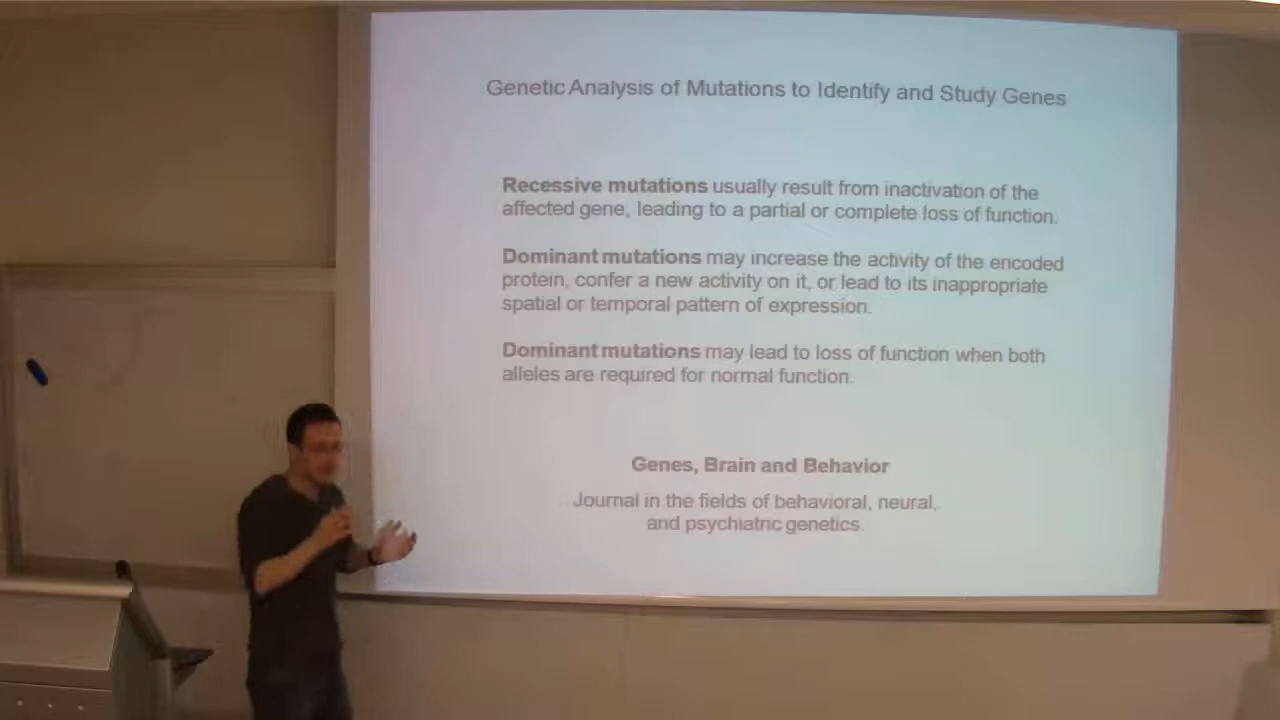 Genetic Analysis of Mutations to Identify and Study Genes
Recessive mutations usually result from inactivation of the
affected gene, leading to a partial or complete loss of function.
Dominant mutations may increase the activity of the encoded
protein, confer a new activity on it, or lead to its inappropriate
spatial or temporal pattern of expression.
Dominant mutations may lead to loss of function when both
alleles are required for normal function.
Genes, Brain and Behavior
Journal in the fields of behavioral, neural,
and psychiatric genetics.